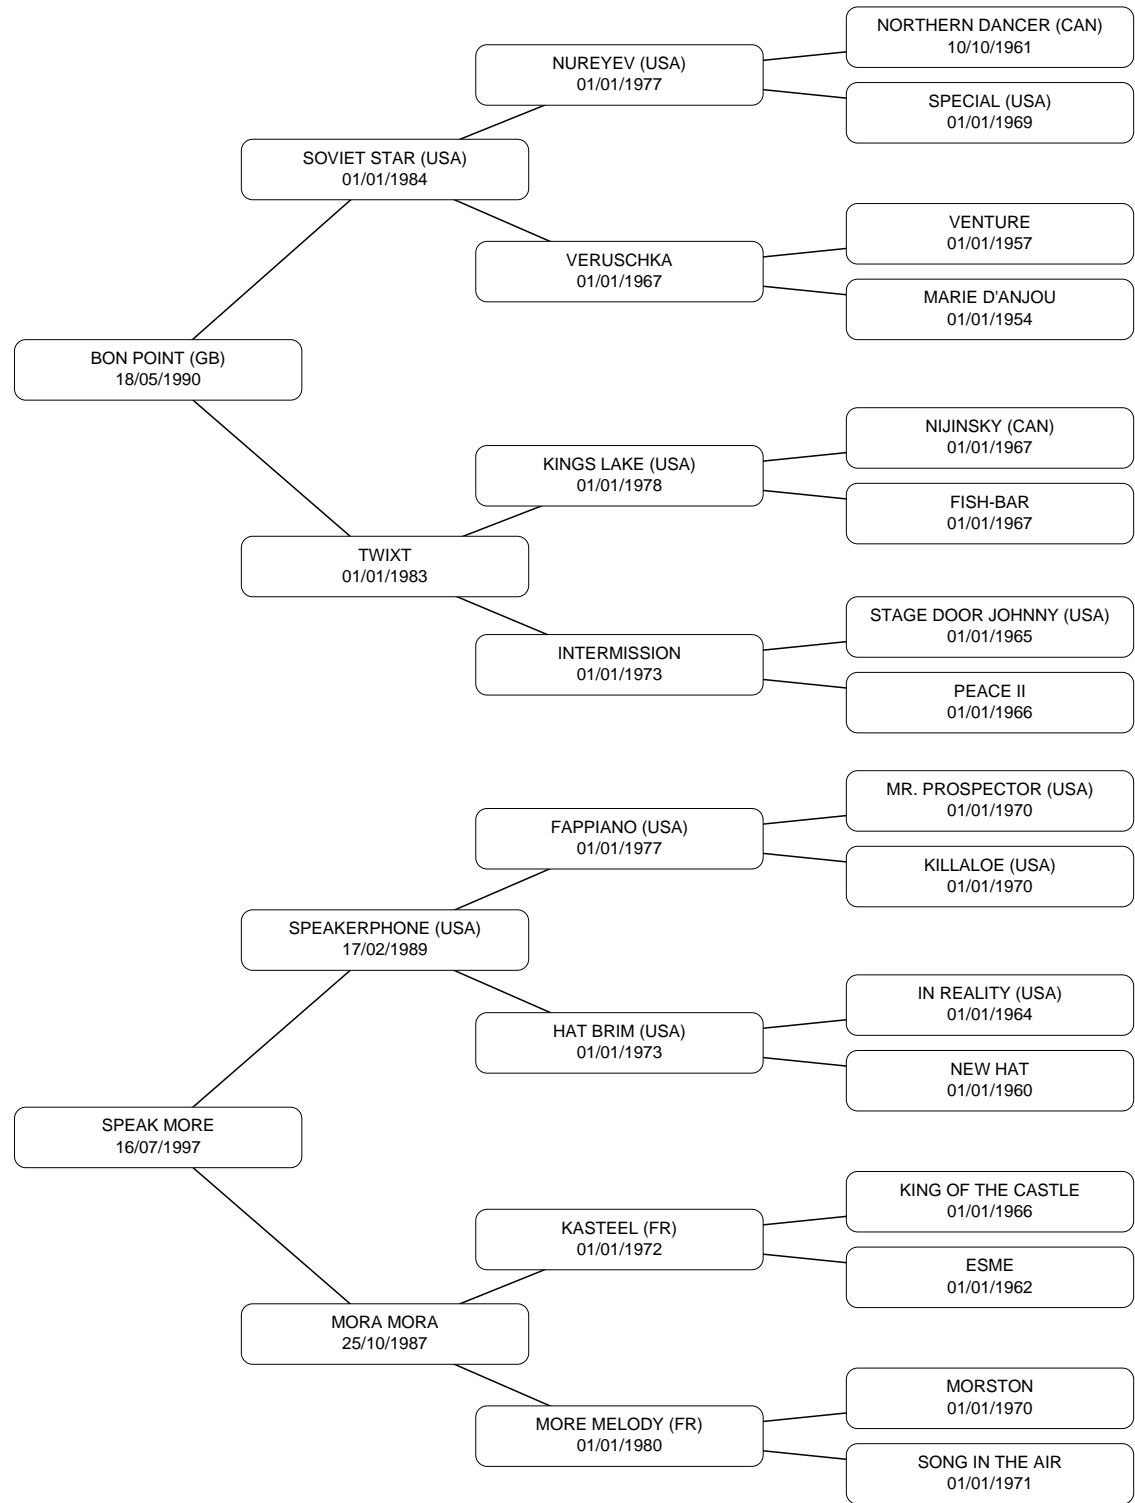 NORTHERN DANCER (CAN)
10/10/1961
NUREYEV (USA)
01/01/1977
SPECIAL (USA)
01/01/1969
SOVIET STAR (USA)
01/01/1984
VENTURE
01/01/1957
VERUSCHKA
01/01/1967
MARIE D'ANJOU
01/01/1954
BON POINT (GB)
18/05/1990
NIJINSKY (CAN)
01/01/1967
KINGS LAKE (USA)
01/01/1978
FISH-BAR
01/01/1967
TWIXT
01/01/1983
STAGE DOOR JOHNNY (USA)
01/01/1965
INTERMISSION
01/01/1973
PEACE II
01/01/1966
MR. PROSPECTOR (USA)
01/01/1970
FAPPIANO (USA)
01/01/1977
KILLALOE (USA)
01/01/1970
SPEAKERPHONE (USA)
17/02/1989
IN REALITY (USA)
01/01/1964
HAT BRIM (USA)
01/01/1973
NEW HAT
01/01/1960
SPEAK MORE
16/07/1997
KING OF THE CASTLE
01/01/1966
KASTEEL (FR)
01/01/1972
ESME
01/01/1962
MORA MORA
25/10/1987
MORSTON
01/01/1970
MORE MELODY (FR)
01/01/1980
SONG IN THE AIR
01/01/1971